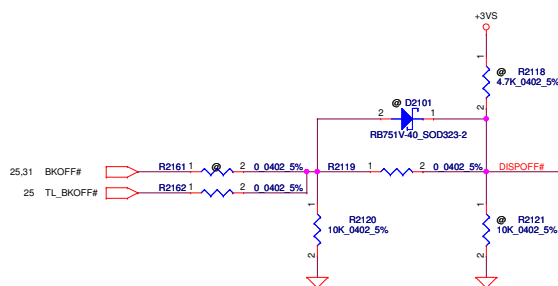 +3VS
1
@ R2118
4.7K_0402_5%
2
@ D2101
2 1
RB751V-40_SOD323-2
25,31 BKOFF# R2161 1 @ 2 0_0402_5% R2119 1 2 0_0402_5% DISPOFF#
25 TL_BKOFF# R2162 1 2 0_0402_5%
1 1
R2120 @ R2121
10K_0402_5% 10K_0402_5%
2 2